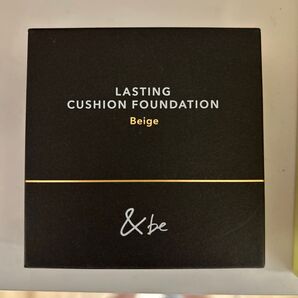 LASTING
CUSHION FOUNDATION
Beige
&be